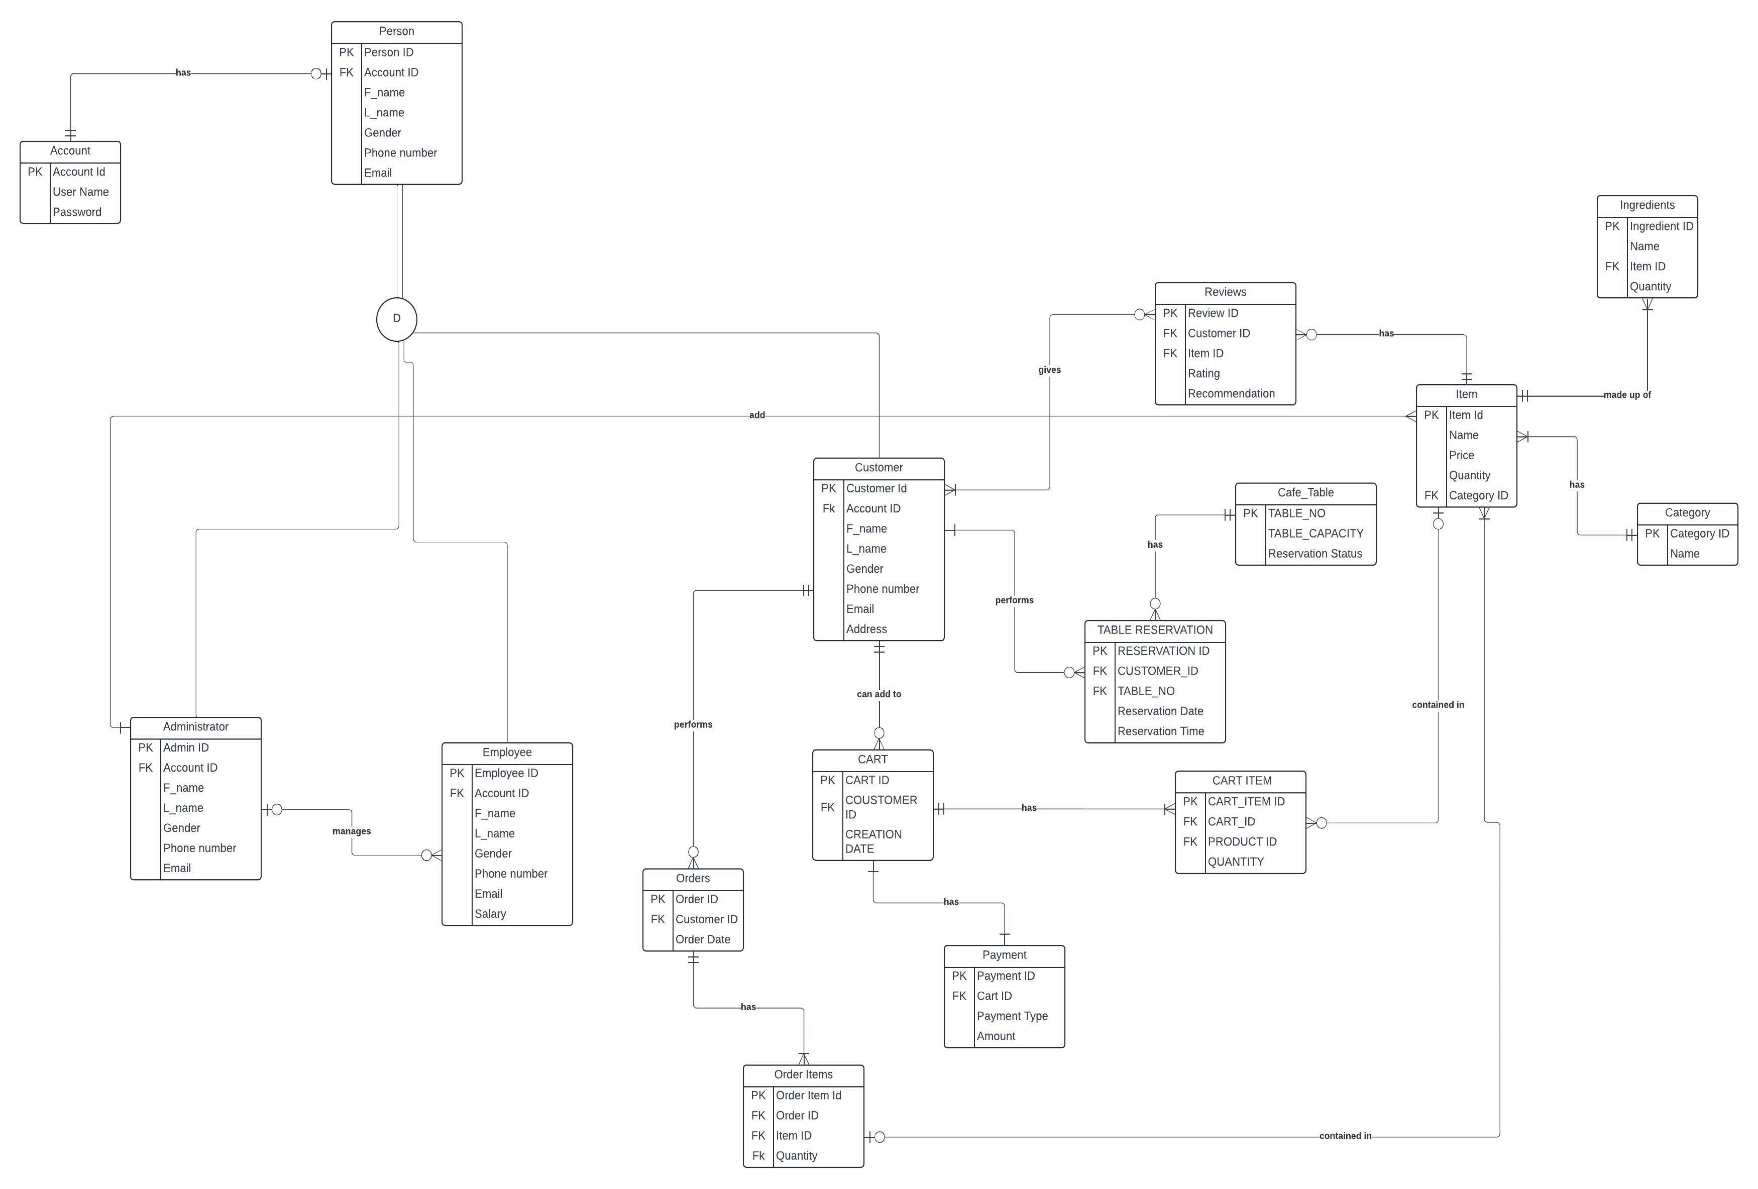 Person
PK Person ID
FK Account ID
F_name
L_name
Gender
Phone number
Email
has
Account
PK Account Id
User Name
Password
D
Ingredients
PK Ingredient ID
Name
FK Item ID
Quantity
Reviews
PK Review ID
FK Customer ID
FK Item ID
Rating
Recommendation
has
gives
made up of
Item
PK Item Id
Name
Price
Quantity
FK Category ID
add
has
Category
PK Category ID
Name
Customer
PK Customer Id
Fk Account ID
F_name
L_name
Gender
Phone number
Email
Address
Cafe_Table
PK TABLE_NO
TABLE_CAPACITY
Reservation Status
has
performs
TABLE RESERVATION
PK RESERVATION ID
FK CUSTOMER_ID
FK TABLE_NO
Reservation Date
Reservation Time
can add to
performs
contained in
Administrator
PK Admin ID
FK Account ID
F_name
L_name
Gender
Phone number
Email
manages
Employee
PK Employee ID
FK Account ID
F_name
L_name
Gender
Phone number
Email
Salary
CART
PK CART ID
FK COUSTOMER
ID
CREATION
DATE
has
CART ITEM
PK CART_ITEM ID
FK CART_ID
FK PRODUCT ID
QUANTITY
Orders
PK Order ID
FK Customer ID
Order Date
has
Payment
PK Payment ID
FK Cart ID
Payment Type
Amount
has
Order Items
PK Order Item Id
FK Order ID
FK Item ID
Fk Quantity
contained in